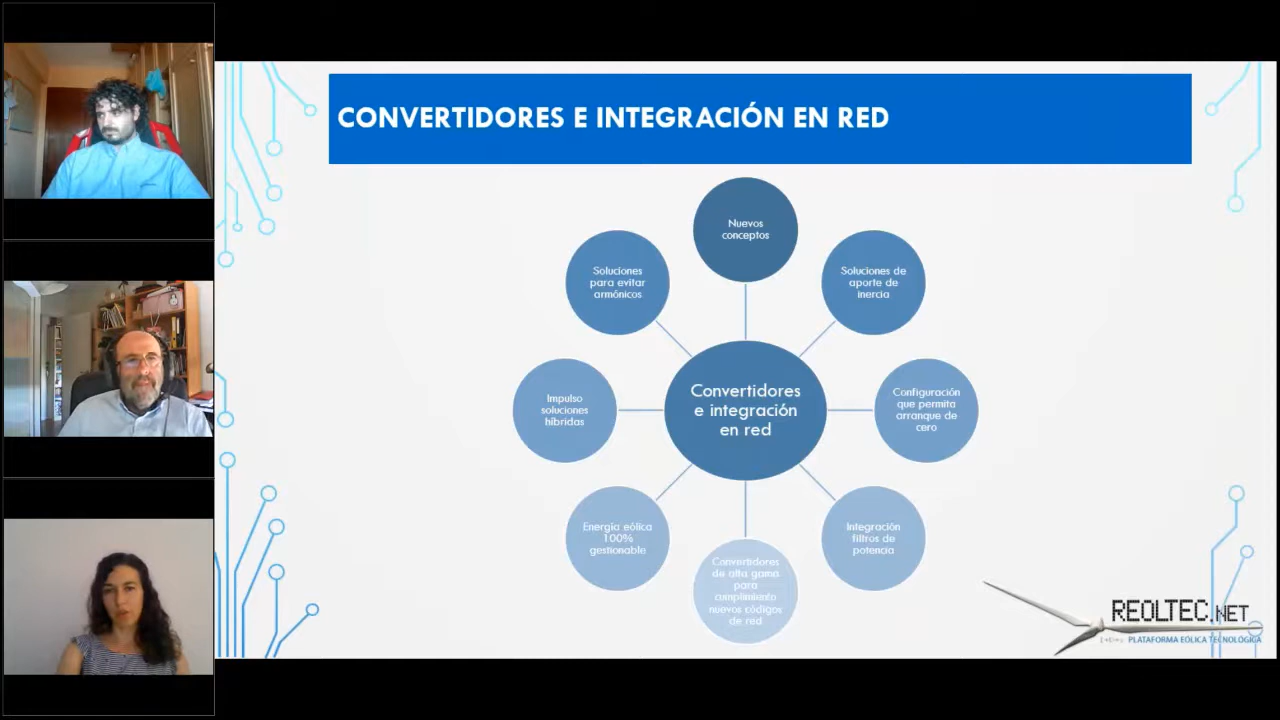 CONVERTIDORES E INTEGRACIÓN EN RED
Nuevos
conceptos
Soluciones de
aporte de
inercia
Configuración
que permita
arranque de
cero
Integración
filtros de
potencia
Convertidores
de alta gama
para
cumplimiento
nuevos códigos
de red
Energía eólica
100%
gestionable
Impulso
soluciones
híbridas
Soluciones
para evitar
armónicos
Convertidores
e integración
en red
REOLTEC.NET
PLATAFORMA EÓLICA TECNOLÓGICA